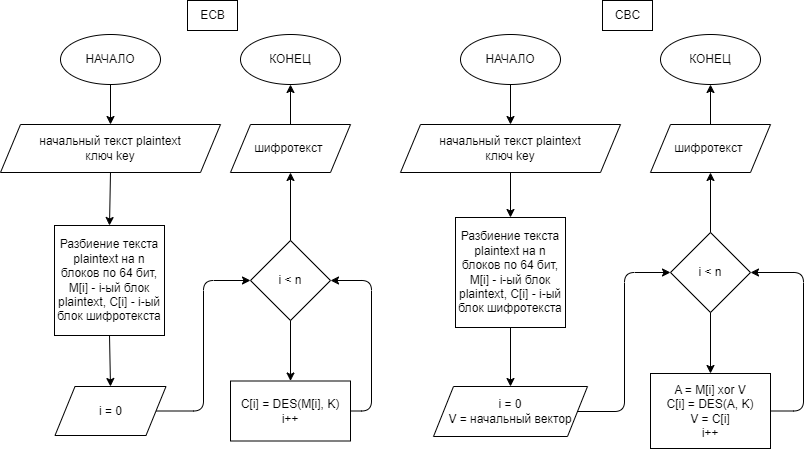 ECB
НАЧАЛО
КОНЕЦ
начальный текст plaintext
ключ key
шифротекст
Разбиение текста
plaintext на n
блоков по 64 бит,
M[i] - i-ый блок
plaintext, C[i] - i-ый
блок шифротекста
i < n
i = 0
C[i] = DES(M[i], K)
i++
CBC
НАЧАЛО
КОНЕЦ
начальный текст plaintext
ключ key
шифротекст
Разбиение текста
plaintext на n
блоков по 64 бит,
M[i] - i-ый блок
plaintext, C[i] - i-ый
блок шифротекста
i < n
i = 0
V = начальный вектор
A = M[i] xor V
C[i] = DES(A, K)
V = C[i]
i++